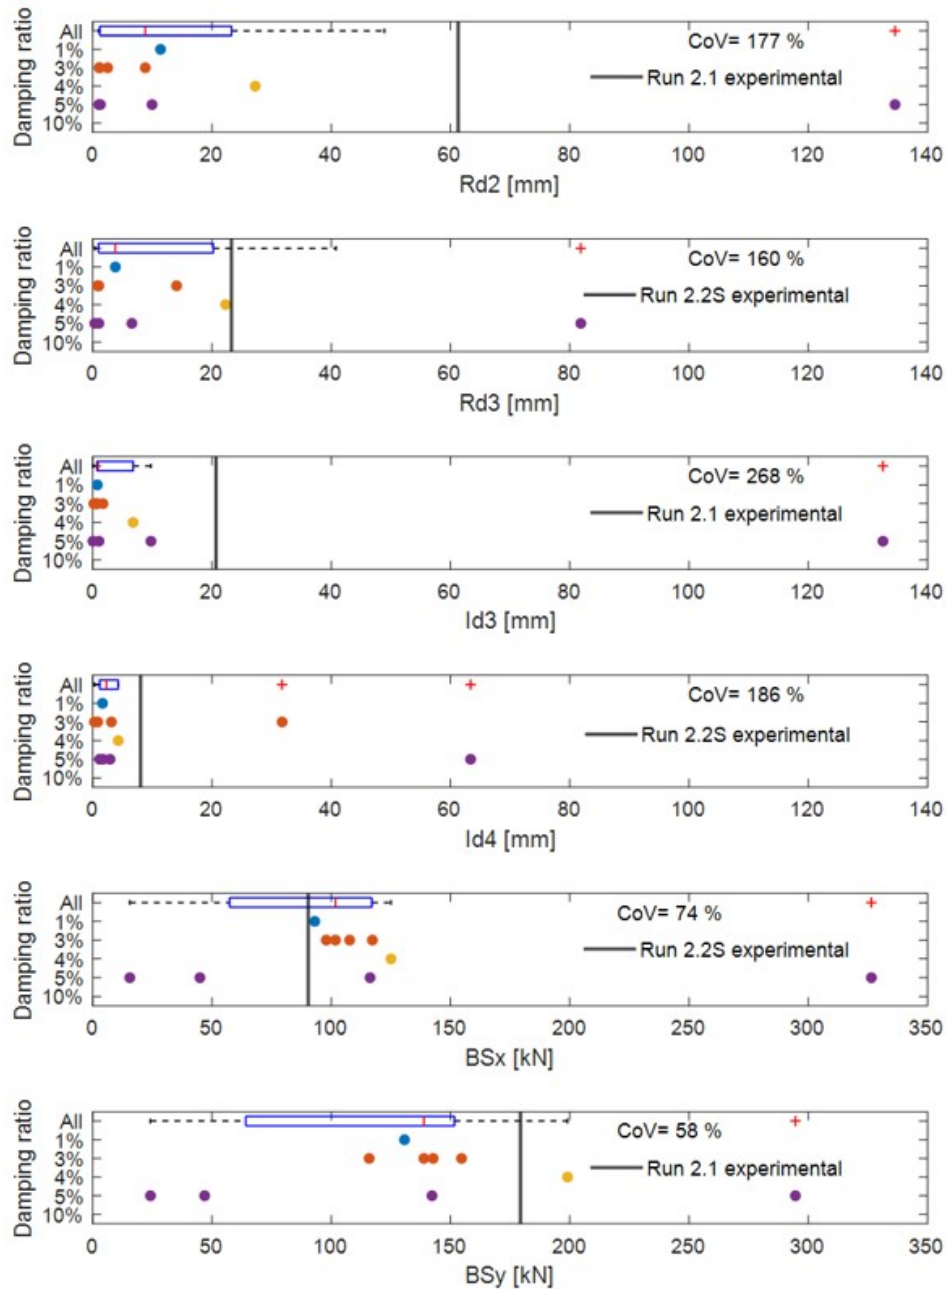 Damping ratio
All
1%
3%
4%
5%
10%
CoV= 177 %
Run 2.1 experimental
0 20 40 60 80 100 120 140
Rd2 [mm]
Damping ratio
All
1%
3%
4%
5%
10%
CoV= 160 %
Run 2.2S experimental
0 20 40 60 80 100 120 140
Rd3 [mm]
Damping ratio
All
1%
3%
4%
5%
10%
CoV= 268 %
Run 2.1 experimental
0 20 40 60 80 100 120 140
Id3 [mm]
Damping ratio
All
1%
3%
4%
5%
10%
CoV= 186 %
Run 2.2S experimental
0 20 40 60 80 100 120 140
Id4 [mm]
Damping ratio
All
1%
3%
4%
5%
10%
CoV= 74 %
Run 2.2S experimental
0 50 100 150 200 250 300 350
BSx [kN]
Damping ratio
All
1%
3%
4%
5%
10%
CoV= 58 %
Run 2.1 experimental
0 50 100 150 200 250 300 350
BSy [kN]